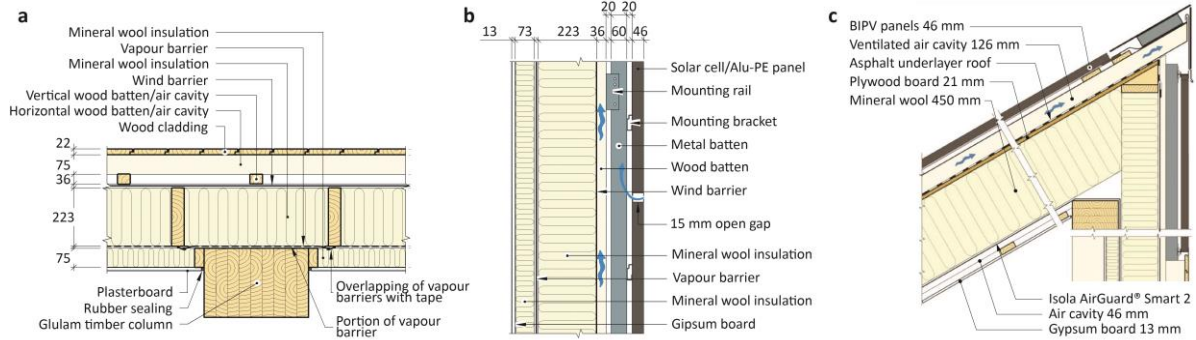 a
Mineral wool insulation
Vapour barrier
Mineral wool insulation
Wind barrier
Vertical wood batten/air cavity
Horizontal wood batten/air cavity
Wood cladding
22
75
36
223
75
Plasterboard
Rubber sealing
Glulam timber column
Overlapping of vapour
barriers with tape
Portion of vapour
barrier
b
20 20
13 73 223 36 60 46
Solar cell/Alu-PE panel
Mounting rail
Mounting bracket
Metal batten
Wood batten
Wind barrier
15 mm open gap
Mineral wool insulation
Vapour barrier
Mineral wool insulation
Gipsum board
c
BIPV panels 46 mm
Ventilated air cavity 126 mm
Asphalt underlayer roof
Plywood board 21 mm
Mineral wool 450 mm
Isola AirGuard® Smart 2
Air cavity 46 mm
Gypsum board 13 mm